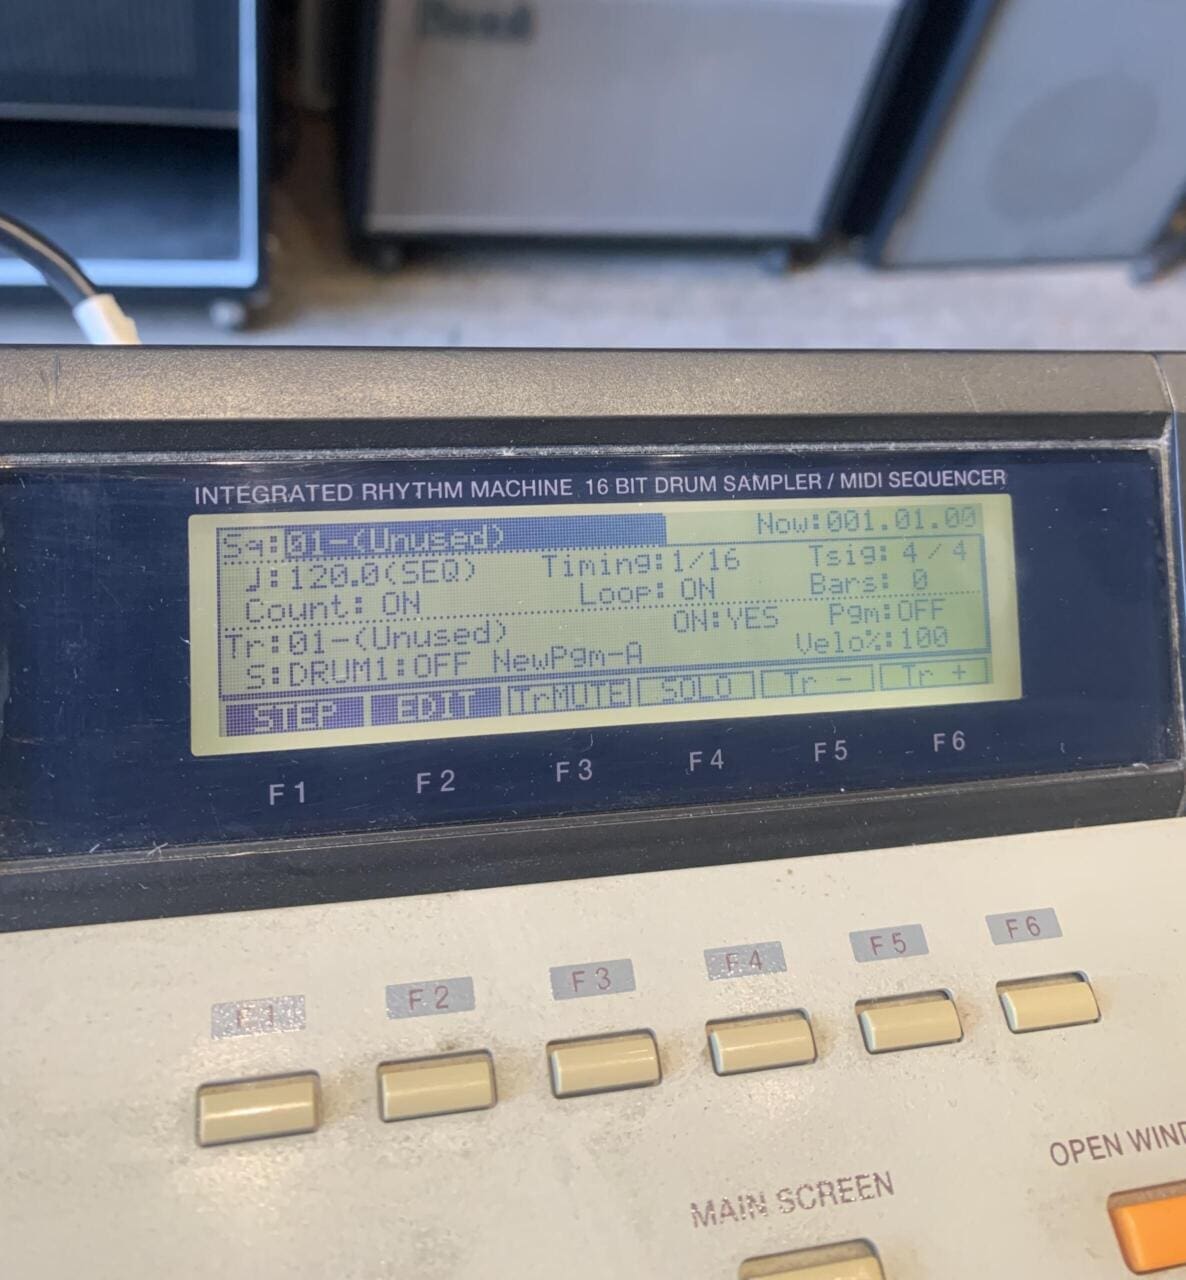 INTEGRATED RHYTHM MACHINE 16 BIT DRUM SAMPLER / MIDI SEQUENCER
Sq:01-(Unused) Now:001.01.00
♩:120.0(SEQ) Timing:1/16 Tsig: 4/ 4
Count: ON Loop: ON Bars: 0
Tr:01-(Unused) ON:YES Pgm:OFF
S:DRUM1:OFF NewPgm-A Velo%:100
STEP EDIT TrMUTE SOLO Tr - Tr +
F1 F2 F3 F4 F5 F6
F1 F2 F3 F4 F5 F6
OPEN WIND
MAIN SCREEN